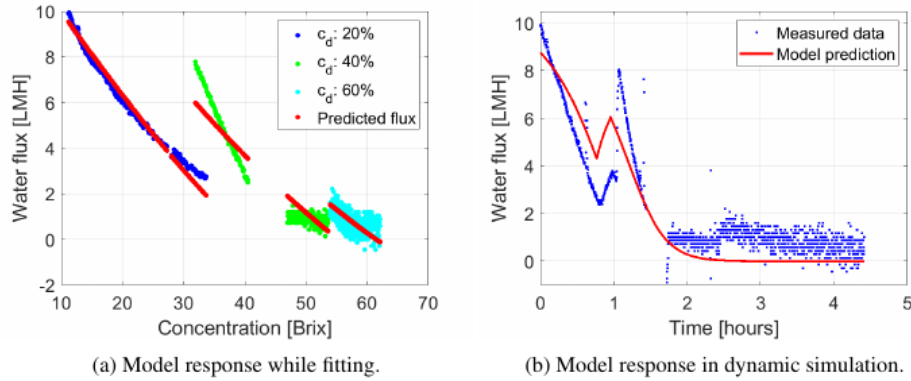 10
8
6
4
2
0
-2
10 20 30 40 50 60 70
Water flux [LMH]
Concentration [Brix]
c_d: 20%
c_d: 40%
c_d: 60%
Predicted flux
(a) Model response while fitting.
10
8
6
4
2
0
0 1 2 3 4 5
Water flux [LMH]
Time [hours]
Measured data
Model prediction
(b) Model response in dynamic simulation.